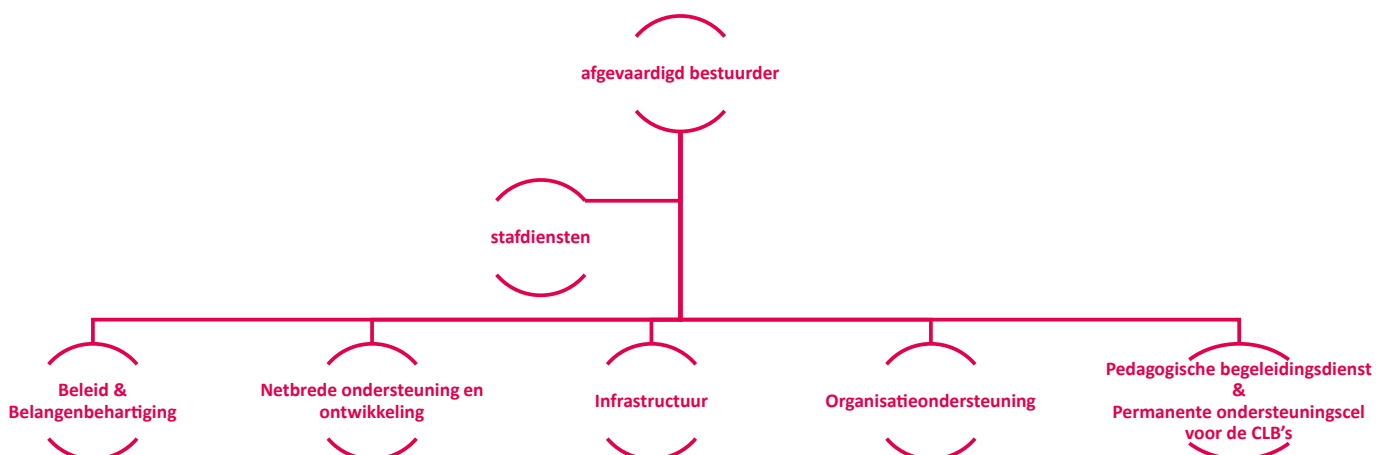 afgevaardigd bestuurder
stafdiensten
Beleid &
Belangenbehartiging
Netbrede ondersteuning en
ontwikkeling
Infrastructuur
Organisatieondersteuning
Pedagogische begeleidingsdienst
&
Permanente ondersteuningscel
voor de CLB's